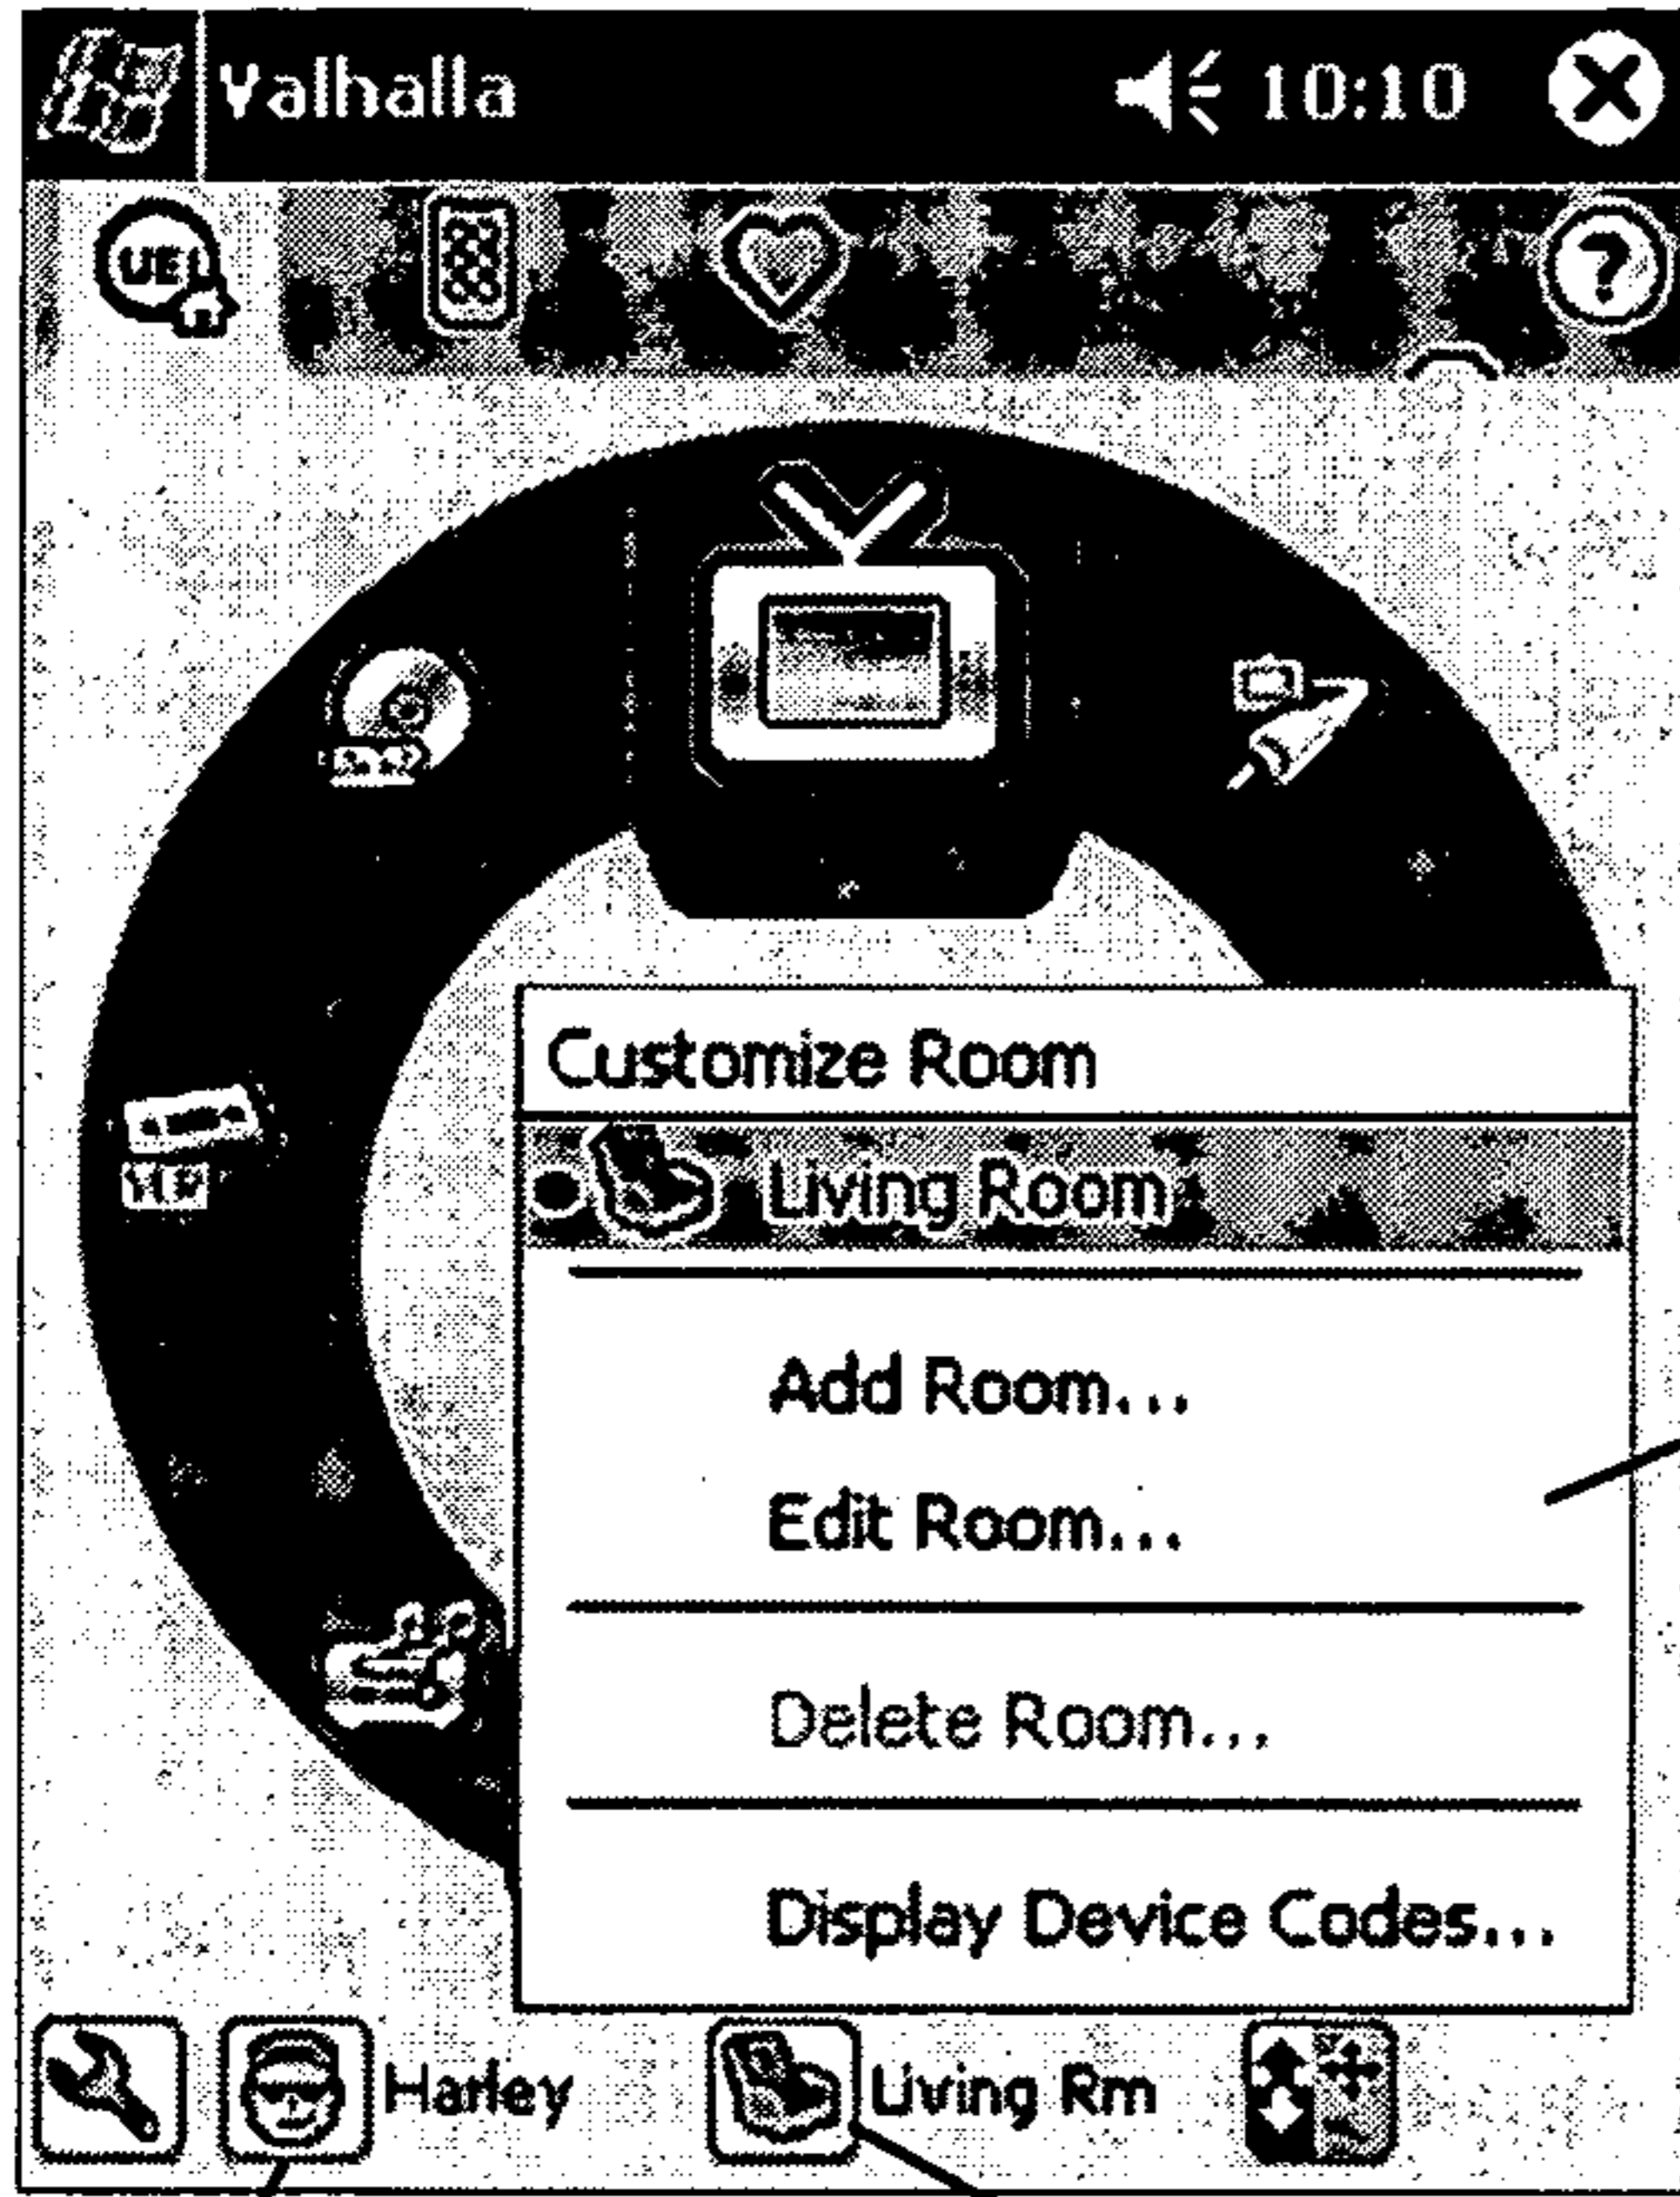 Valhalla 10:10
UEI
?
Customize Room
Living Room
Add Room...
Edit Room...
Delete Room...
Display Device Codes...
Harley Living Rm